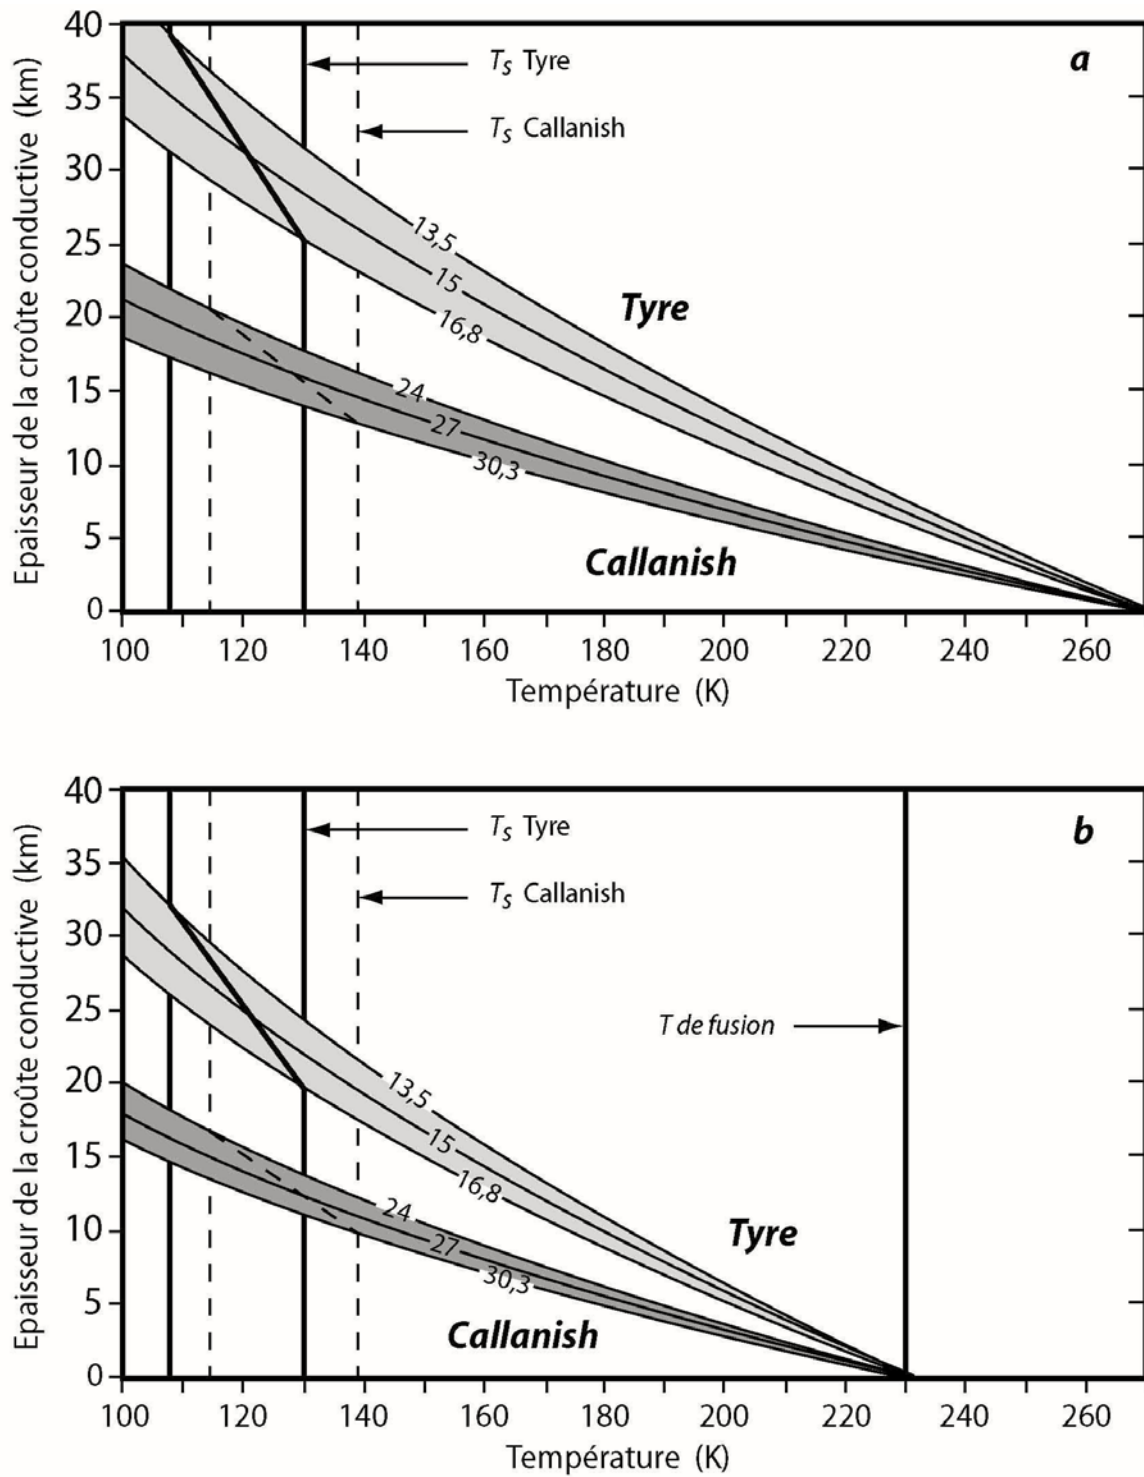 a
Epaisseur de la croûte conductive (km)
40
35
30
25
20
15
10
5
0
Ts Tyre
Ts Callanish
13,5
15
16,8
Tyre
24
27
30,3
Callanish
100 120 140 160 180 200 220 240 260
Température (K)
b
Epaisseur de la croûte conductive (km)
40
35
30
25
20
15
10
5
0
Ts Tyre
Ts Callanish
T de fusion
13,5
15
16,8
Tyre
24
27
30,3
Callanish
100 120 140 160 180 200 220 240 260
Température (K)